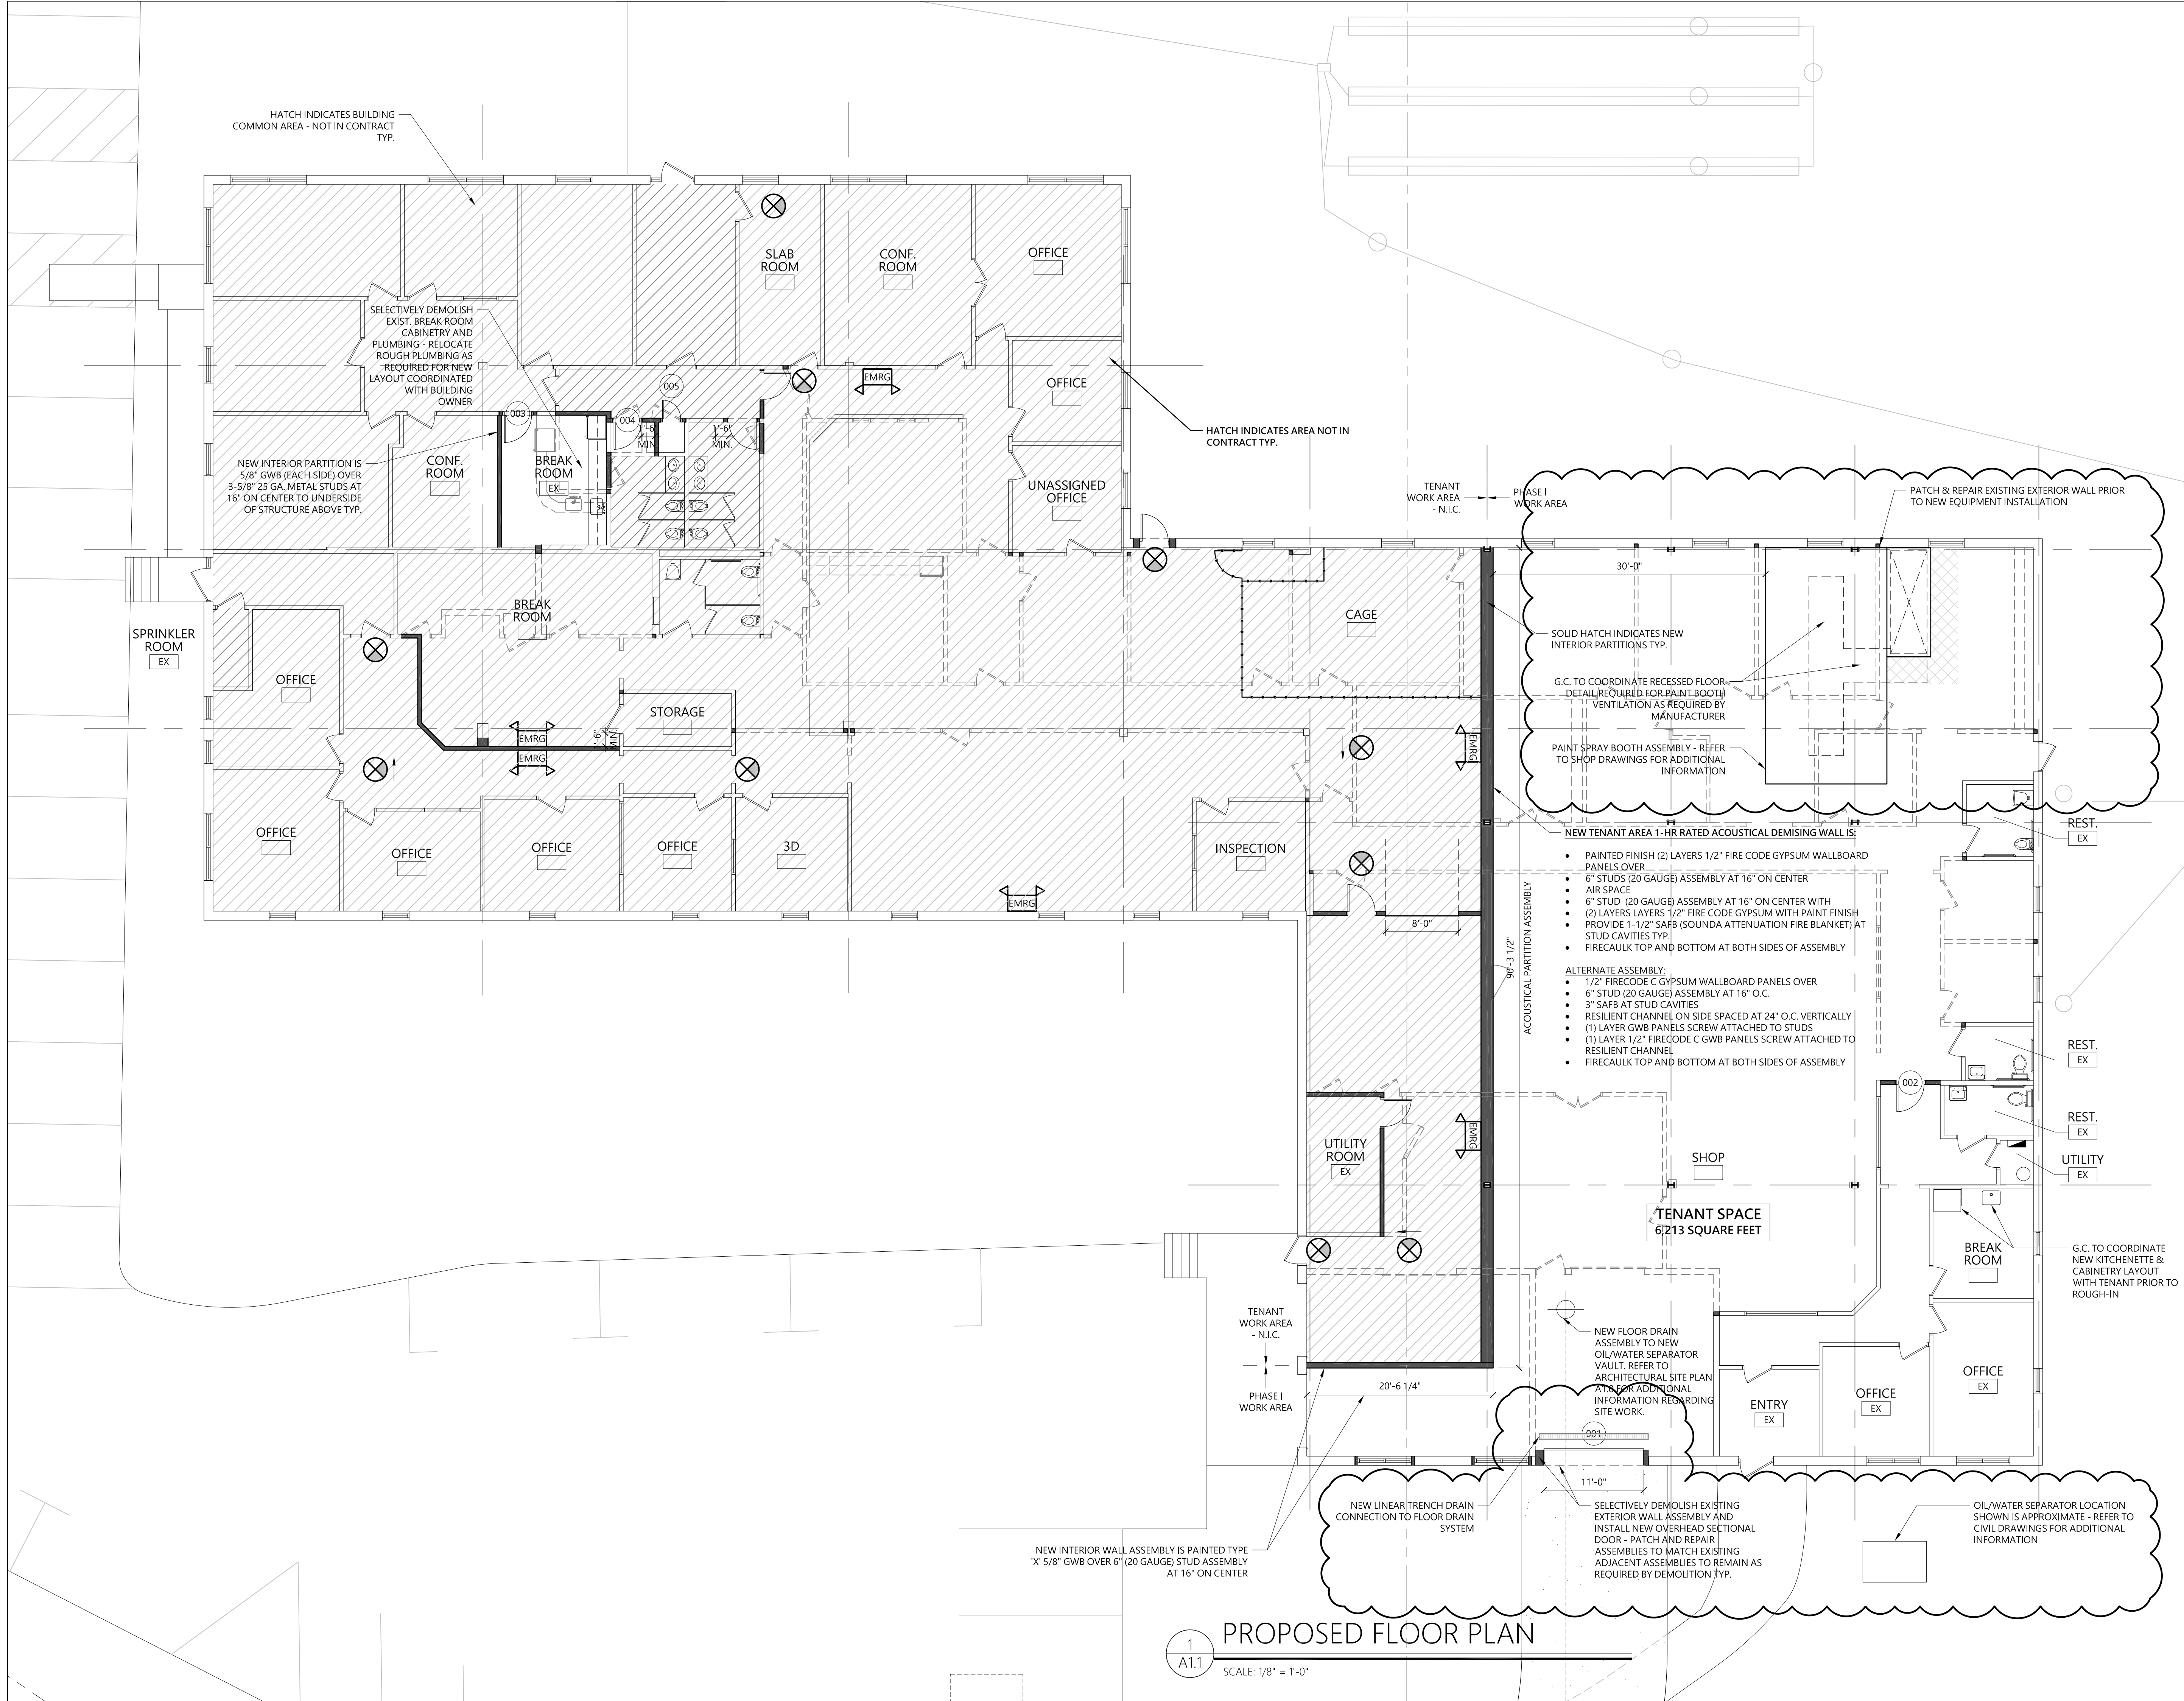 HATCH INDICATES BUILDING
COMMON AREA - NOT IN CONTRACT
TYP.
SLAB
ROOM
CONF.
ROOM
OFFICE
SELECTIVELY DEMOLISH
EXIST. BREAK ROOM
CABINETRY AND
PLUMBING - RELOCATE
ROUGH PLUMBING AS
REQUIRED FOR NEW
LAYOUT COORDINATED
WITH BUILDING
OWNER
EMRG
OFFICE
005
003
004
1'-6"
MIN.
1'-6"
MIN.
HATCH INDICATES AREA NOT IN
CONTRACT TYP.
NEW INTERIOR PARTITION IS
5/8" GWB (EACH SIDE) OVER
3-5/8" 25 GA. METAL STUDS AT
16" ON CENTER TO UNDERSIDE
OF STRUCTURE ABOVE TYP.
CONF.
ROOM
BREAK
ROOM
EX
UNASSIGNED
OFFICE
TENANT
WORK AREA
- N.I.C.
PHASE I
WORK AREA
PATCH & REPAIR EXISTING EXTERIOR WALL PRIOR
TO NEW EQUIPMENT INSTALLATION
30'-0"
SPRINKLER
ROOM
EX
BREAK
ROOM
CAGE
SOLID HATCH INDICATES NEW
INTERIOR PARTITIONS TYP.
OFFICE
STORAGE
G.C. TO COORDINATE RECESSED FLOOR
DETAIL REQUIRED FOR PAINT BOOTH
VENTILATION AS REQUIRED BY
MANUFACTURER
EMRG
EMRG
MIN.
EMRG
PAINT SPRAY BOOTH ASSEMBLY - REFER
TO SHOP DRAWINGS FOR ADDITIONAL
INFORMATION
OFFICE
OFFICE
OFFICE
OFFICE
3D
INSPECTION
EMRG
REST.
EX
NEW TENANT AREA 1-HR RATED ACOUSTICAL DEMISING WALL IS:
• PAINTED FINISH (2) LAYERS 1/2" FIRE CODE GYPSUM WALLBOARD
PANELS OVER
• 6" STUDS (20 GAUGE) ASSEMBLY AT 16" ON CENTER
• AIR SPACE
• 6" STUD (20 GAUGE) ASSEMBLY AT 16" ON CENTER WITH
• (2) LAYERS LAYERS 1/2" FIRE CODE GYPSUM WITH PAINT FINISH
• PROVIDE 1-1/2" SAFB (SOUNDA ATTENUATION FIRE BLANKET) AT
STUD CAVITIES TYP.
• FIRECAULK TOP AND BOTTOM AT BOTH SIDES OF ASSEMBLY
ALTERNATE ASSEMBLY:
• 1/2" FIRECODE C GYPSUM WALLBOARD PANELS OVER
• 6" STUD (20 GAUGE) ASSEMBLY AT 16" O.C.
• 3" SAFB AT STUD CAVITIES
• RESILIENT CHANNEL ON SIDE SPACED AT 24" O.C. VERTICALLY
• (1) LAYER GWB PANELS SCREW ATTACHED TO STUDS
• (1) LAYER 1/2" FIRECODE C GWB PANELS SCREW ATTACHED TO
RESILIENT CHANNEL
• FIRECAULK TOP AND BOTTOM AT BOTH SIDES OF ASSEMBLY
8'-0"
90'-3 1/2"
ACOUSTICAL PARTITION ASSEMBLY
REST.
EX
002
REST.
EX
UTILITY
EX
UTILITY
ROOM
EX
EMRG
SHOP
TENANT SPACE
6,213 SQUARE FEET
BREAK
ROOM
G.C. TO COORDINATE
NEW KITCHENETTE &
CABINETRY LAYOUT
WITH TENANT PRIOR TO
ROUGH-IN
TENANT
WORK AREA
- N.I.C.
PHASE I
WORK AREA
20'-6 1/4"
NEW FLOOR DRAIN
ASSEMBLY TO NEW
OIL/WATER SEPARATOR
VAULT. REFER TO
ARCHITECTURAL SITE PLAN
A1.0 FOR ADDITIONAL
INFORMATION REGARDING
SITE WORK.
ENTRY
EX
OFFICE
EX
OFFICE
EX
001
11'-0"
NEW LINEAR TRENCH DRAIN
CONNECTION TO FLOOR DRAIN
SYSTEM
SELECTIVELY DEMOLISH EXISTING
EXTERIOR WALL ASSEMBLY AND
INSTALL NEW OVERHEAD SECTIONAL
DOOR - PATCH AND REPAIR
ASSEMBLIES TO MATCH EXISTING
ADJACENT ASSEMBLIES TO REMAIN AS
REQUIRED BY DEMOLITION TYP.
OIL/WATER SEPARATOR LOCATION
SHOWN IS APPROXIMATE - REFER TO
CIVIL DRAWINGS FOR ADDITIONAL
INFORMATION
NEW INTERIOR WALL ASSEMBLY IS PAINTED TYPE
'X' 5/8" GWB OVER 6" (20 GAUGE) STUD ASSEMBLY
AT 16" ON CENTER
1
A1.1
PROPOSED FLOOR PLAN
SCALE: 1/8" = 1'-0"